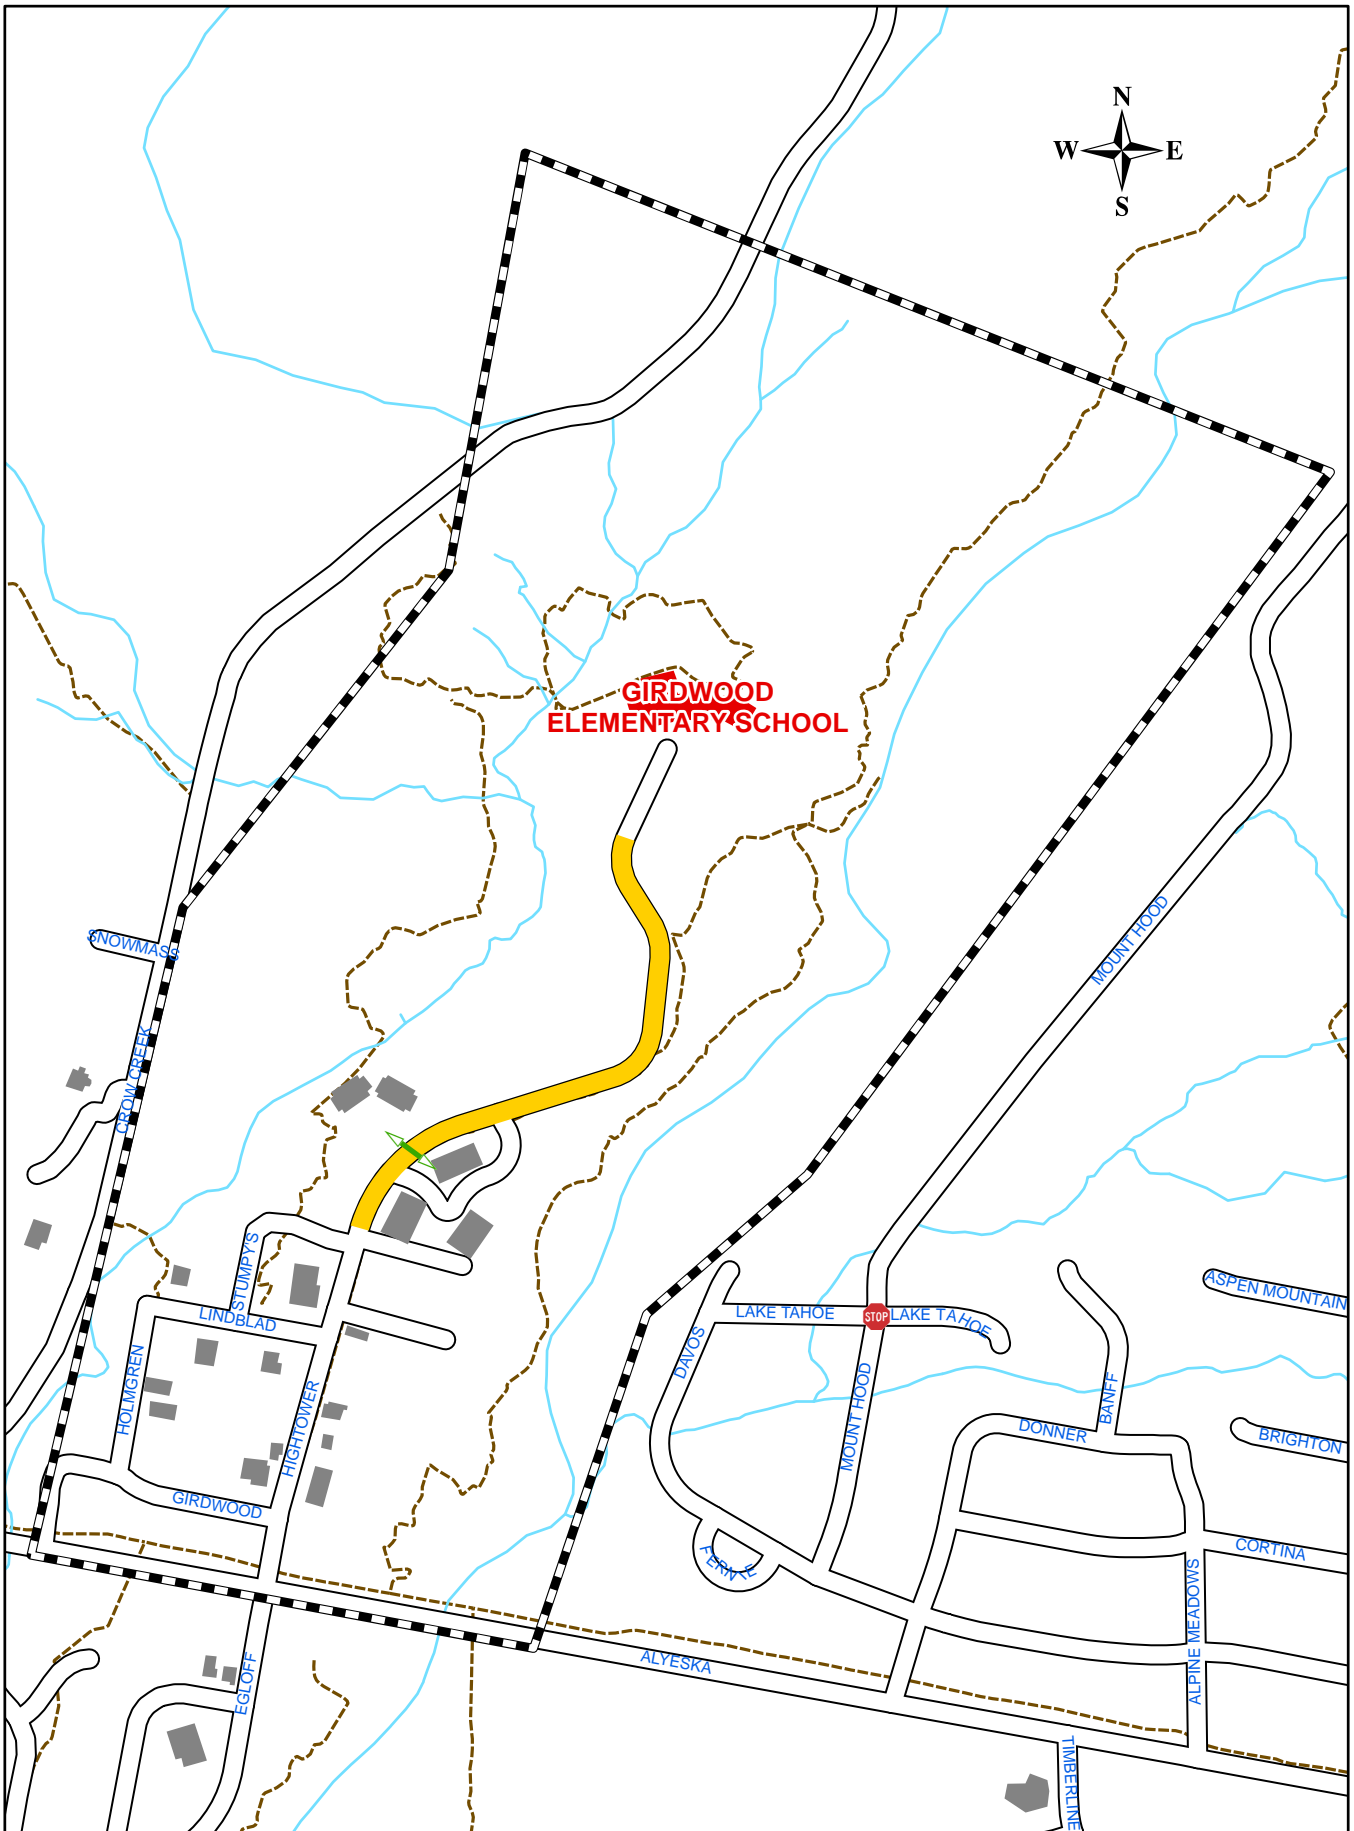 N
W E
S
GIRDWOOD
ELEMENTARY SCHOOL
SNOWMASS
MOUNT HOOD
CROW CREEK
STUMPY'S
ASPEN MOUNTAIN
LINDBLAD
LAKE TAHOE
STOP
LAKE TAHOE
DAVOS
HOLMGREN
HIGHTOWER
MOUNT HOOD
BANFF
DONNER
BRIGHTON
GIRDWOOD
CORTINA
FERNIE
ALPINE MEADOWS
ALYESKA
EGLOFF
TIMBERLINE